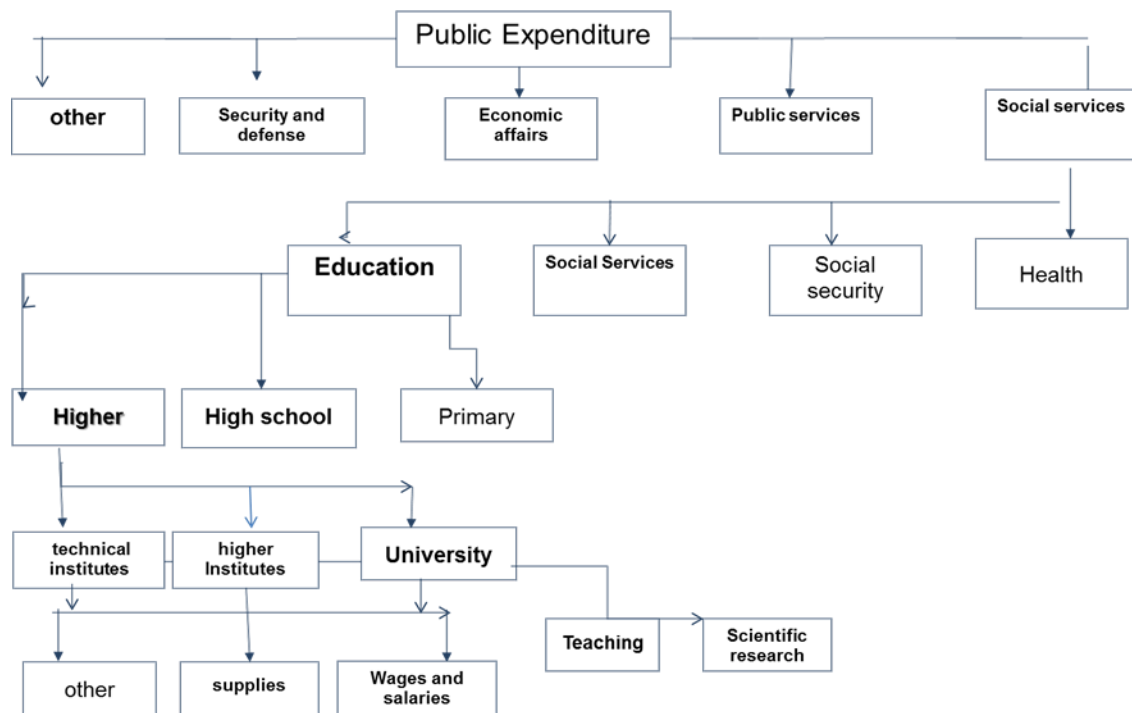 Public Expenditure
other
Security and
defense
Economic
affairs
Public services
Social services
Education
Social Services
Social
security
Health
Higher
High school
Primary
technical
institutes
higher
Institutes
University
Teaching
Scientific
research
other
supplies
Wages and
salaries